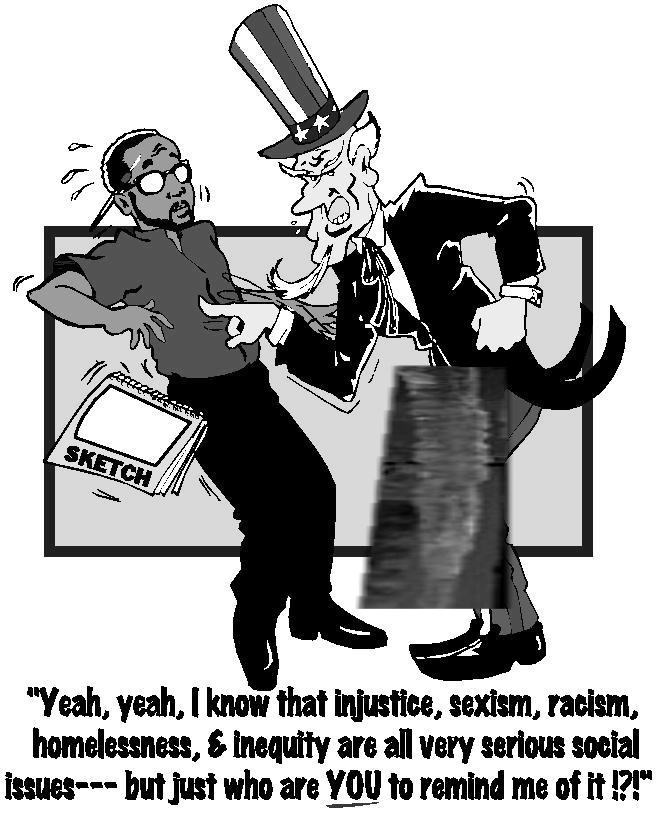 SKETCH
"Yeah, yeah, I know that injustice, sexism, racism,
homelessness, & inequity are all very serious social
issues--- but just who are YOU to remind me of it !?!"